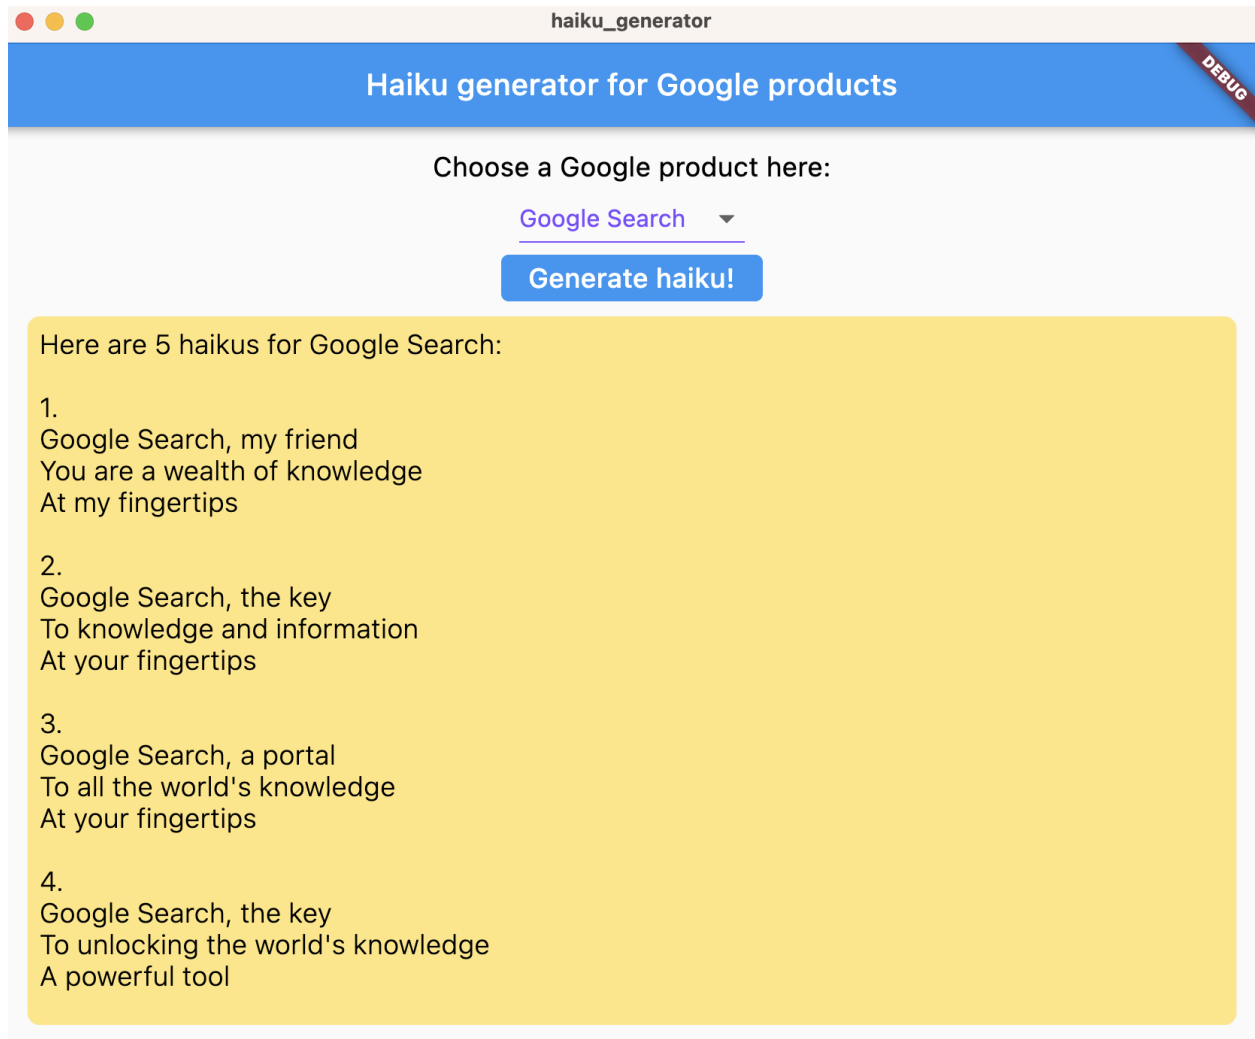 haiku_generator
Haiku generator for Google products
DEBUG
Choose a Google product here:
Google Search
Generate haiku!
Here are 5 haikus for Google Search:
1.
Google Search, my friend
You are a wealth of knowledge
At my fingertips
2.
Google Search, the key
To knowledge and information
At your fingertips
3.
Google Search, a portal
To all the world's knowledge
At your fingertips
4.
Google Search, the key
To unlocking the world's knowledge
A powerful tool